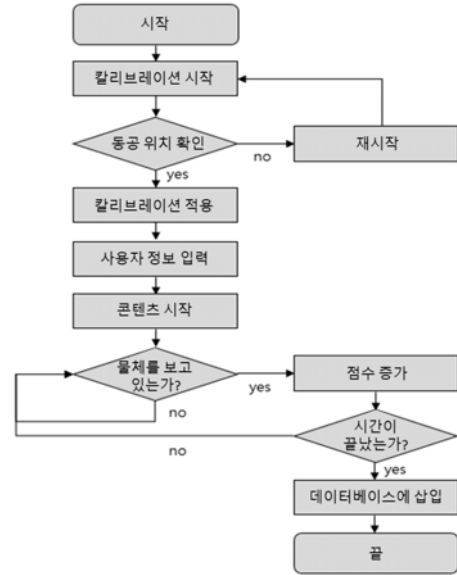 시작
칼리브레이션 시작
동공 위치 확인
no
재시작
yes
칼리브레이션 적용
사용자 정보 입력
콘텐츠 시작
물체를 보고
있는가?
yes
점수 증가
no
시간이
끝났는가?
no
yes
데이터베이스에 삽입
끝